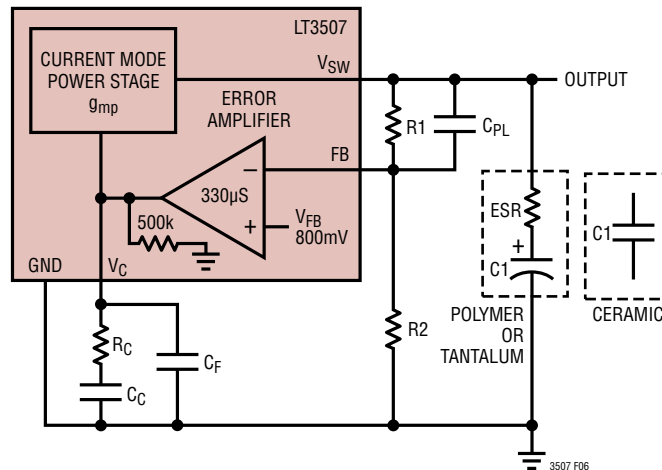 LT3507
CURRENT MODE
POWER STAGE
gmp
VSW
OUTPUT
ERROR
AMPLIFIER
R1
CPL
FB
330µS
–
+
VFB
800mV
500k
ESR
+
C1
C1
GND
VC
R2
POLYMER
OR
TANTALUM
CERAMIC
RC
CF
CC
3507 F06